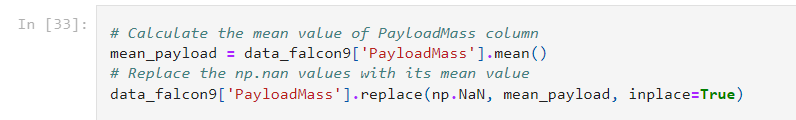 In [33]:
# Calculate the mean value of PayloadMass column
mean_payload = data_falcon9['PayloadMass'].mean()
# Replace the np.nan values with its mean value
data_falcon9['PayloadMass'].replace(np.NaN, mean_payload, inplace=True)